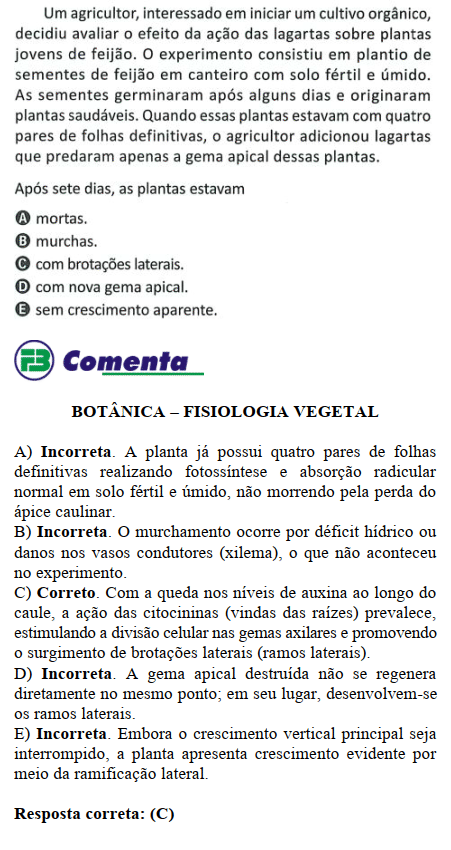 Um agricultor, interessado em iniciar um cultivo orgânico,
decidiu avaliar o efeito da ação das lagartas sobre plantas
jovens de feijão. O experimento consistiu em plantio de
sementes de feijão em canteiro com solo fértil e úmido.
As sementes germinaram após alguns dias e originaram
plantas saudáveis. Quando essas plantas estavam com quatro
pares de folhas definitivas, o agricultor adicionou lagartas
que predaram apenas a gema apical dessas plantas.
Após sete dias, as plantas estavam
A mortas.
B murchas.
C com brotações laterais.
D com nova gema apical.
E sem crescimento aparente.
FB Comenta
BOTÂNICA – FISIOLOGIA VEGETAL
A) Incorreta. A planta já possui quatro pares de folhas
definitivas realizando fotossíntese e absorção radicular
normal em solo fértil e úmido, não morrendo pela perda do
ápice caulinar.
B) Incorreta. O murchamento ocorre por déficit hídrico ou
danos nos vasos condutores (xilema), o que não aconteceu
no experimento.
C) Correto. Com a queda nos níveis de auxina ao longo do
caule, a ação das citocininas (vindas das raízes) prevalece,
estimulando a divisão celular nas gemas axilares e promovendo
o surgimento de brotações laterais (ramos laterais).
D) Incorreta. A gema apical destruída não se regenera
diretamente no mesmo ponto; em seu lugar, desenvolvem-se
os ramos laterais.
E) Incorreta. Embora o crescimento vertical principal seja
interrompido, a planta apresenta crescimento evidente por
meio da ramificação lateral.
Resposta correta: (C)